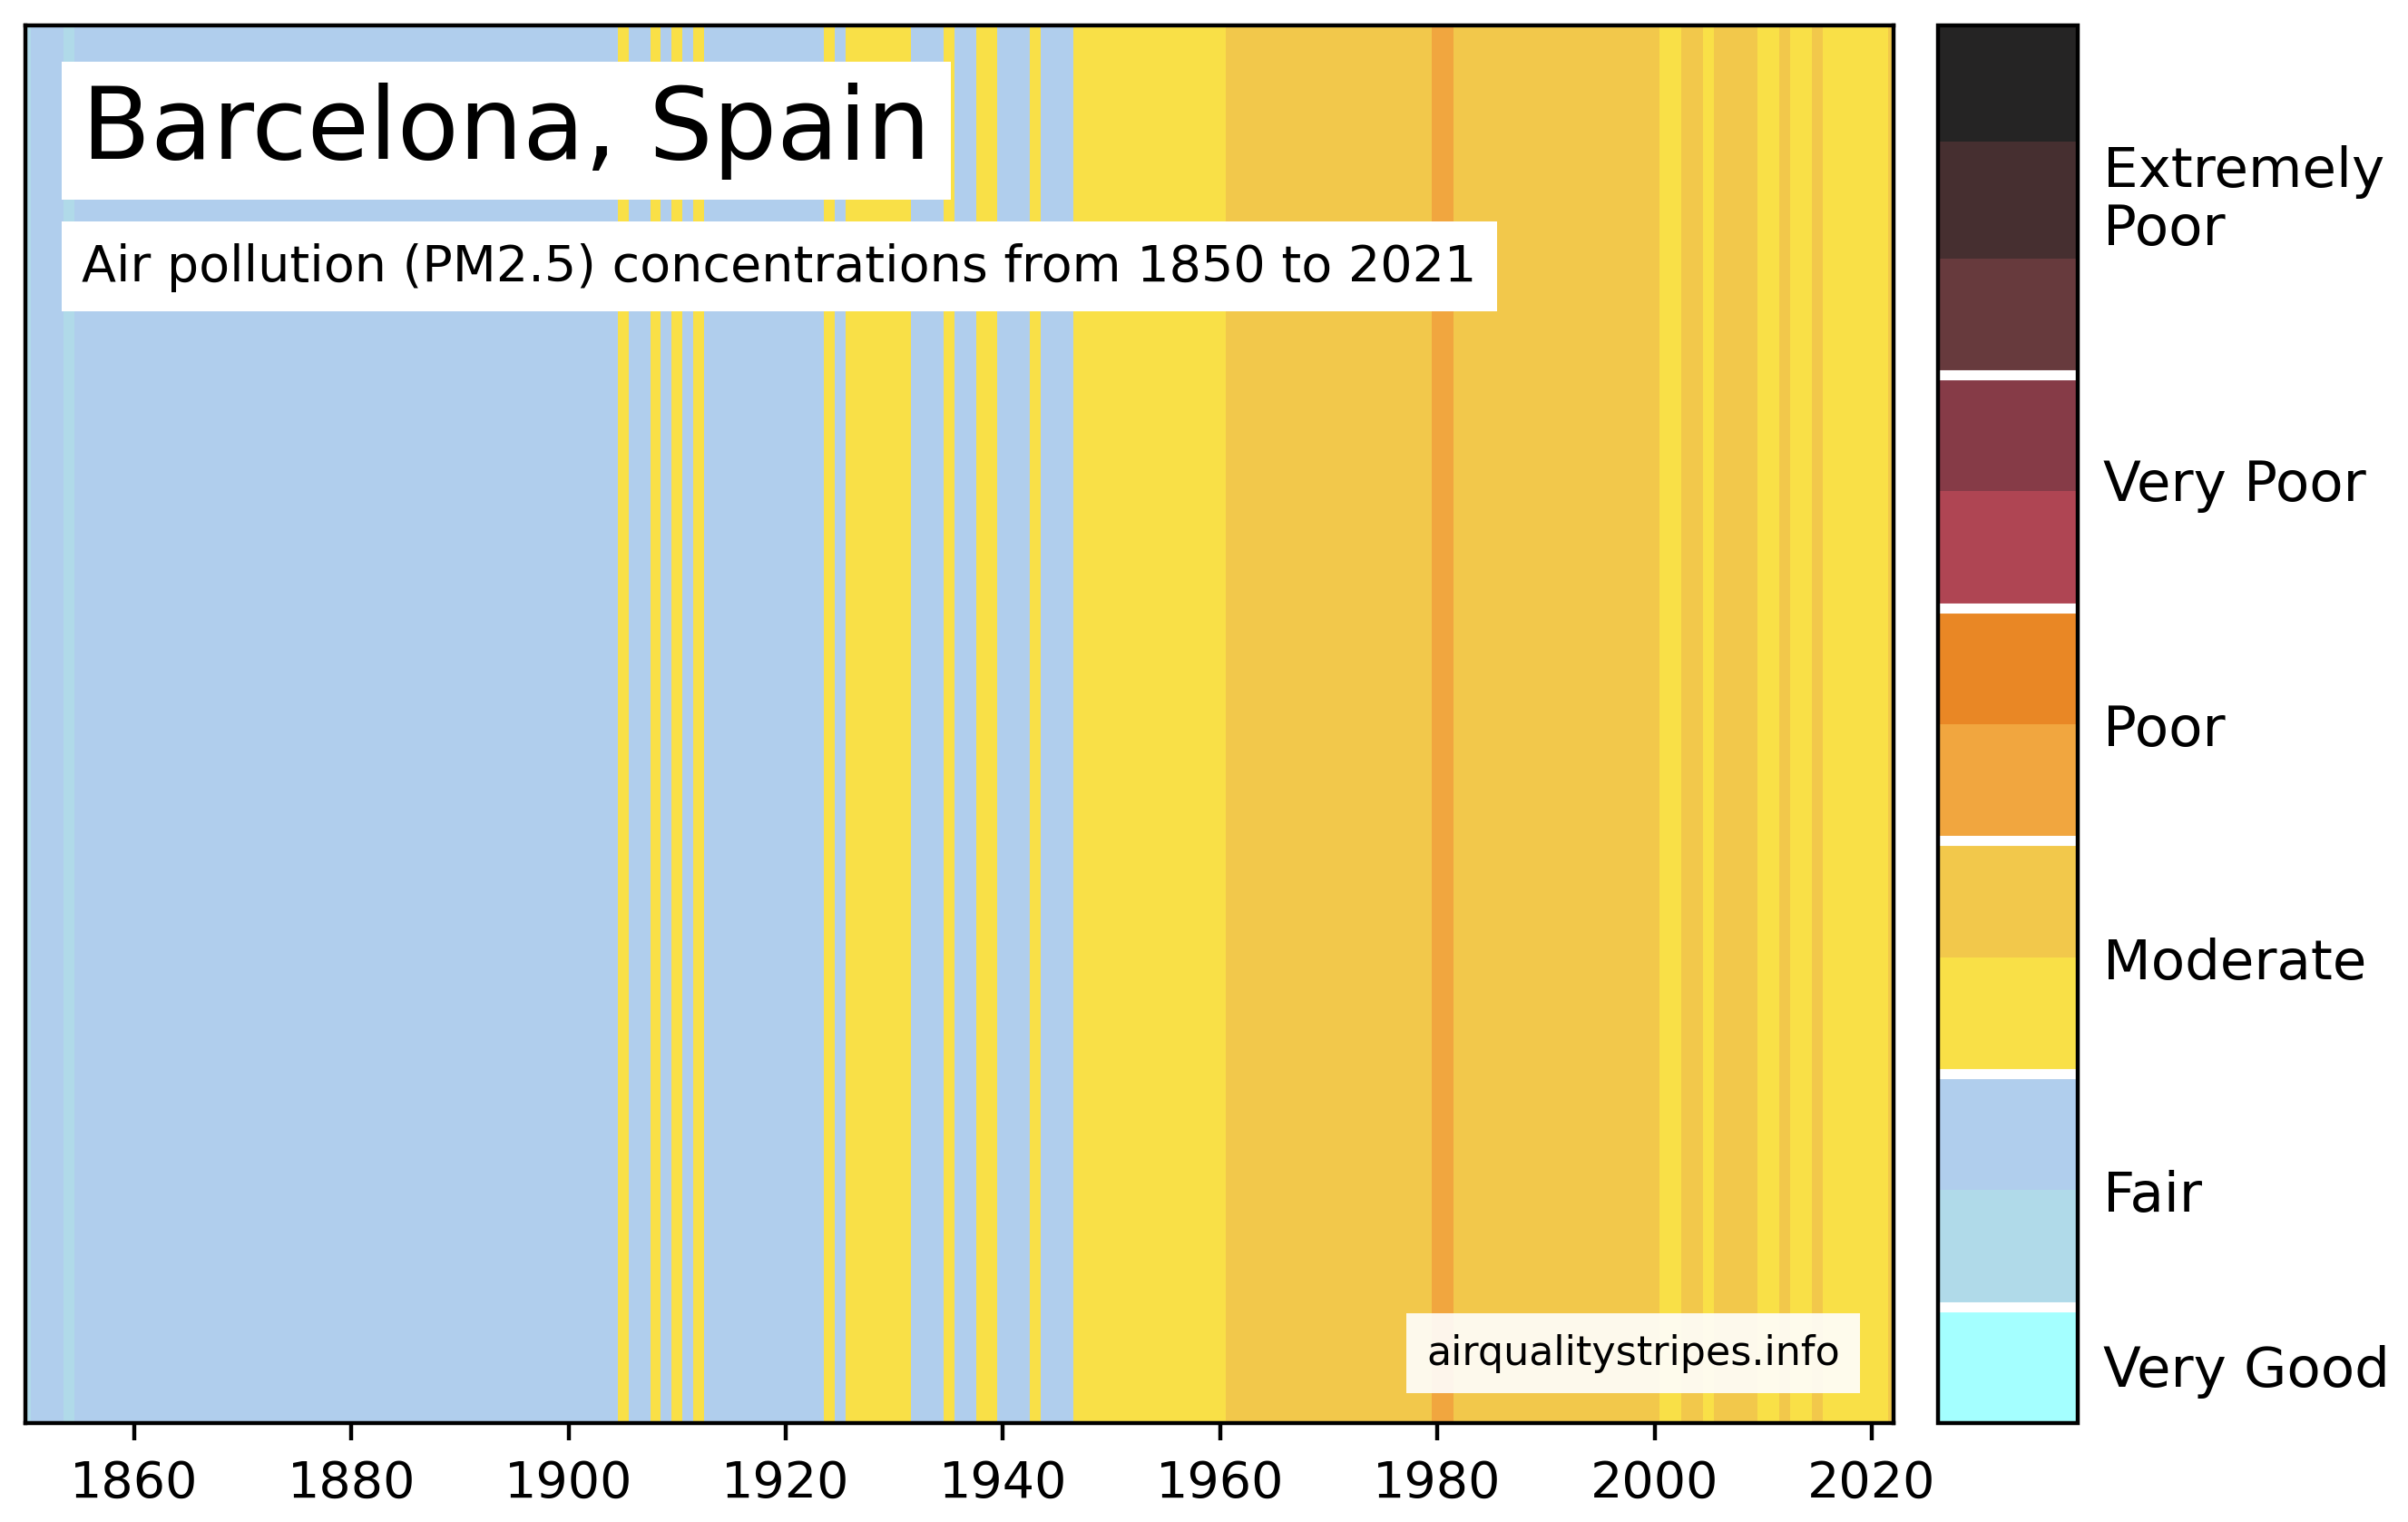 Barcelona, Spain
Air pollution (PM2.5) concentrations from 1850 to 2021
airqualitystripes.info
1860 1880 1900 1920 1940 1960 1980 2000 2020
Extremely
Poor
Very Poor
Poor
Moderate
Fair
Very Good